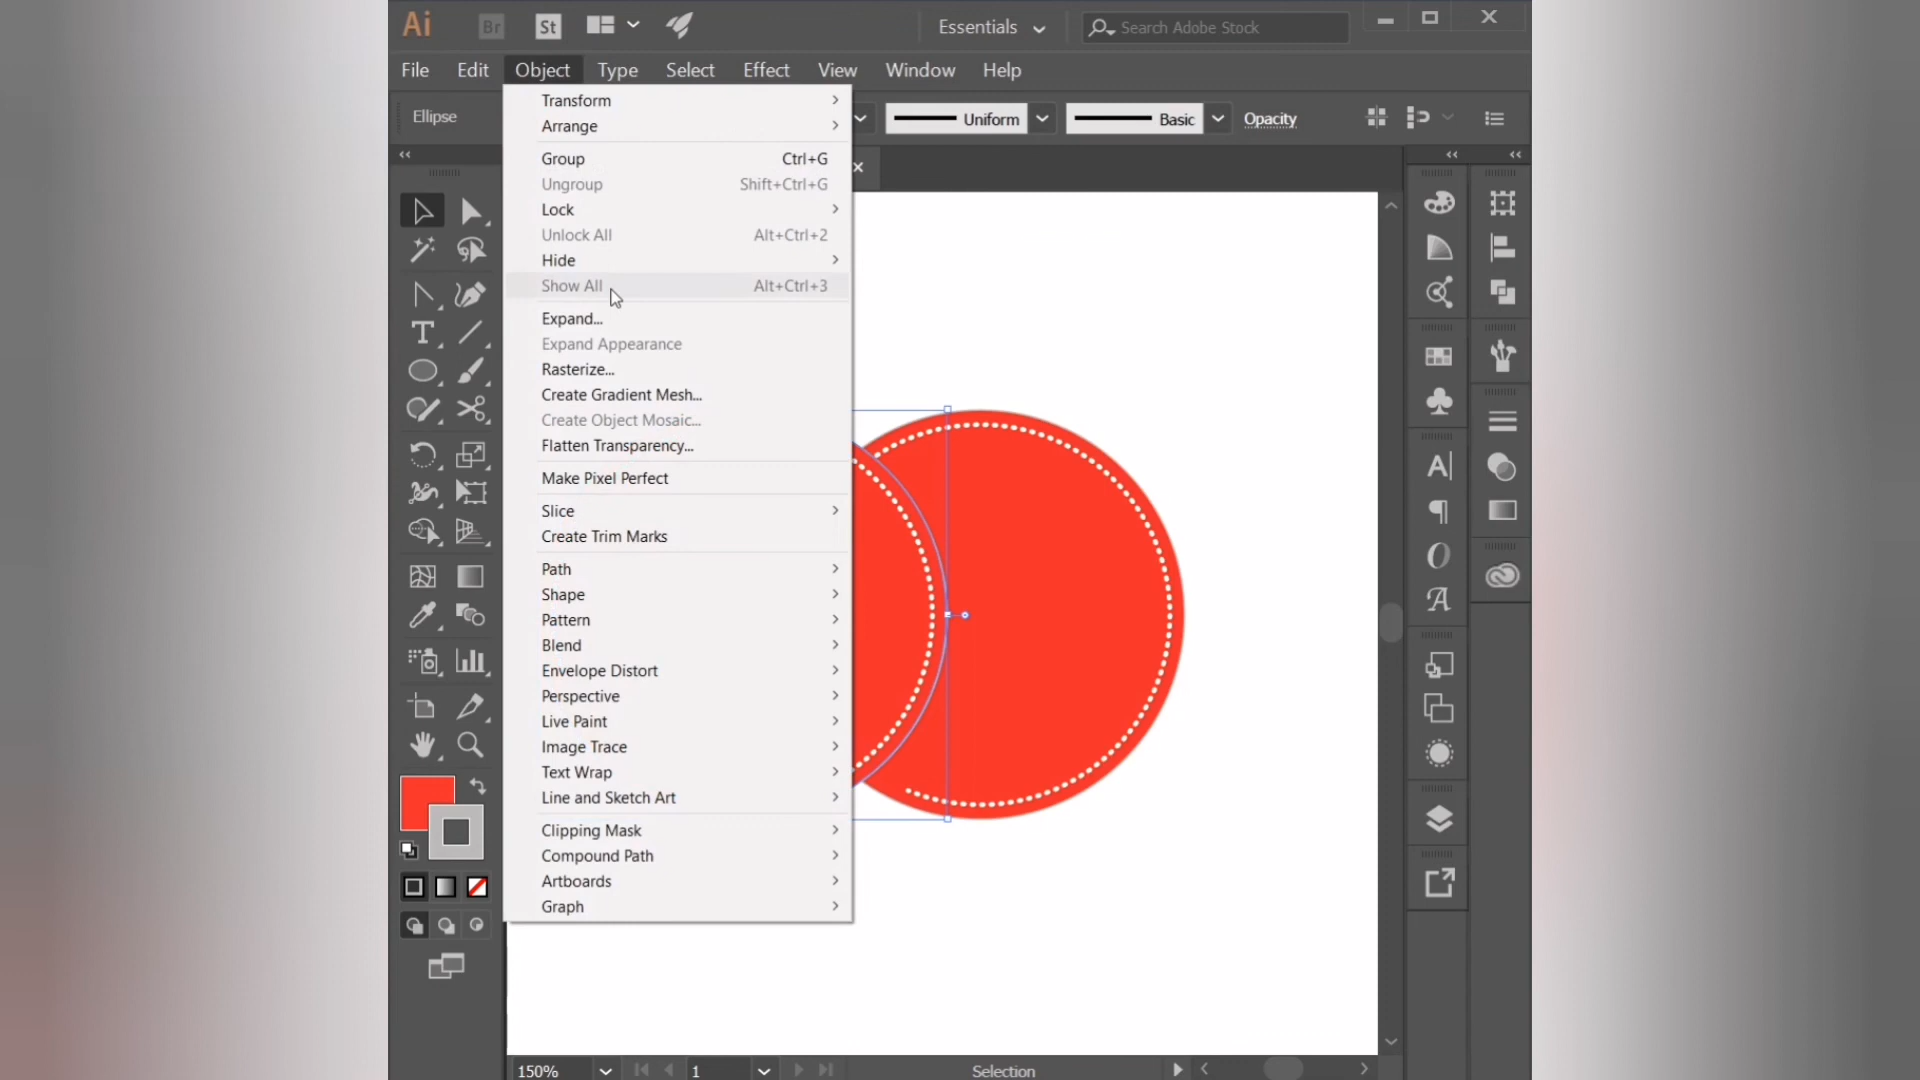 Ai Br St Essentials Search Adobe Stock
File Edit Object Type Select Effect View Window Help
Ellipse Uniform Basic Opacity
Transform
Arrange
Group Ctrl+G
Ungroup Shift+Ctrl+G
Lock
Unlock All Alt+Ctrl+2
Hide
Show All Alt+Ctrl+3
Expand...
Expand Appearance
Rasterize...
Create Gradient Mesh...
Create Object Mosaic...
Flatten Transparency...
Make Pixel Perfect
Slice
Create Trim Marks
Path
Shape
Pattern
Blend
Envelope Distort
Perspective
Live Paint
Image Trace
Text Wrap
Line and Sketch Art
Clipping Mask
Compound Path
Artboards
Graph
150% 1 Selection